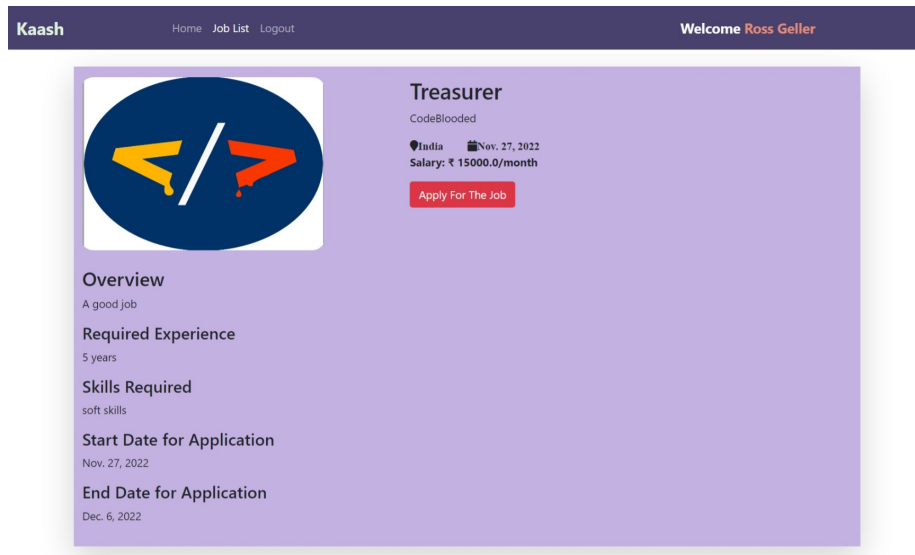 Kaash Home Job List Logout Welcome Ross Geller
Treasurer
CodeBlooded
India Nov. 27, 2022
Salary: ₹ 15000.0/month
Apply For The Job
Overview
A good job
Required Experience
5 years
Skills Required
soft skills
Start Date for Application
Nov. 27, 2022
End Date for Application
Dec. 6, 2022